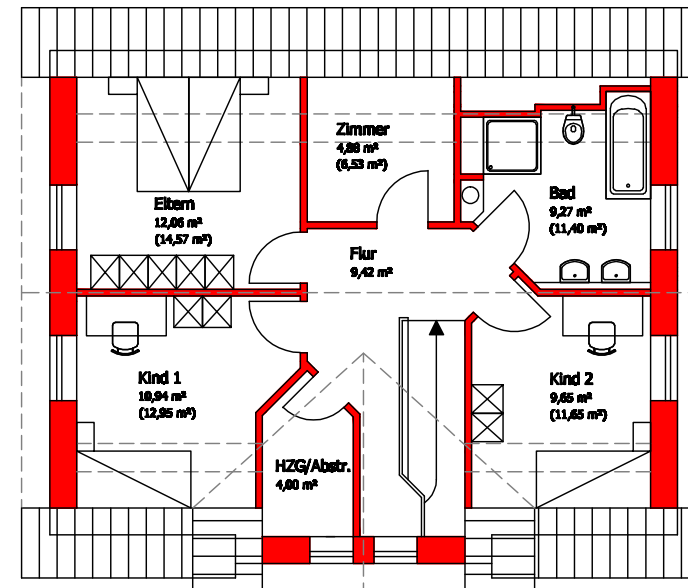 Zimmer
4,88 m²
(6,53 m²)
Eltern
12,06 m²
(14,57 m²)
Bad
9,27 m²
(11,40 m²)
Flur
9,42 m²
Kind 1
10,94 m²
(12,95 m²)
Kind 2
9,65 m²
(11,65 m²)
HZG/Abstr.
4,00 m²